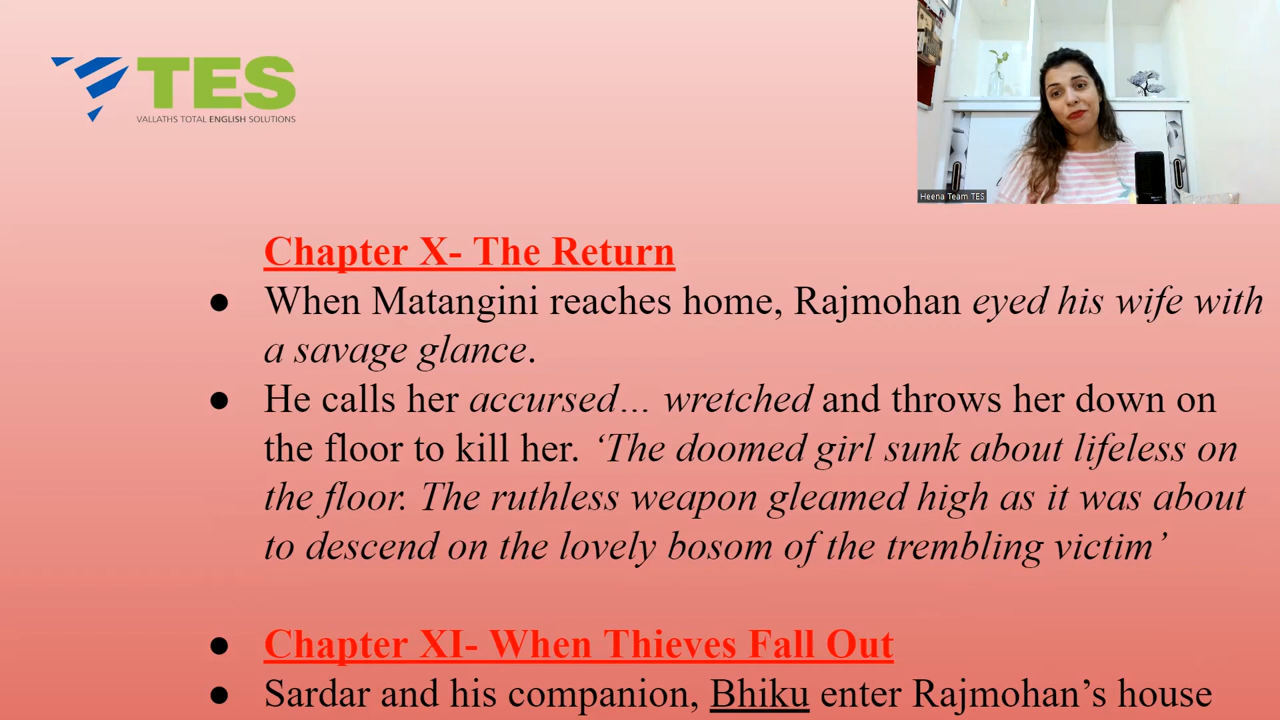 TES
VALLATHS TOTAL ENGLISH SOLUTIONS
Heena Team TES
Chapter X- The Return
● When Matangini reaches home, Rajmohan eyed his wife with
a savage glance.
● He calls her accursed… wretched and throws her down on
the floor to kill her. ‘The doomed girl sunk about lifeless on
the floor. The ruthless weapon gleamed high as it was about
to descend on the lovely bosom of the trembling victim’
● Chapter XI- When Thieves Fall Out
● Sardar and his companion, Bhiku enter Rajmohan’s house